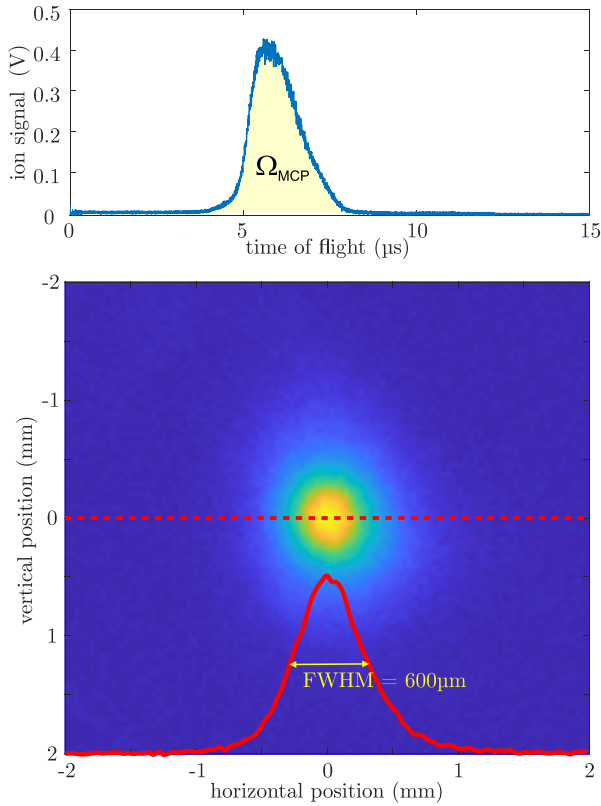 0.5
0.4
0.3
0.2
0.1
0
ion signal (V)
Ω_MCP
0 5 10 15
time of flight (µs)
-2
-1
0
1
2
vertical position (mm)
FWHM = 600µm
-2 -1 0 1 2
horizontal position (mm)